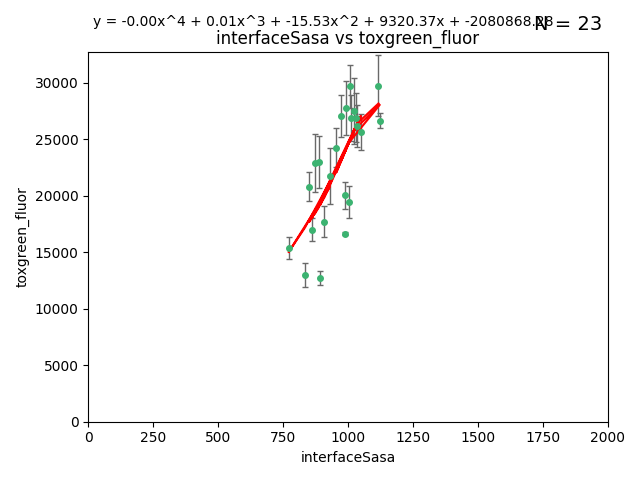 y = -0.00x^4 + 0.01x^3 + -15.53x^2 + 9320.37x + -2080868.28
N = 23
interfaceSasa vs toxgreen_fluor
30000
25000
20000
15000
10000
5000
0
toxgreen_fluor
0 250 500 750 1000 1250 1500 1750 2000
interfaceSasa